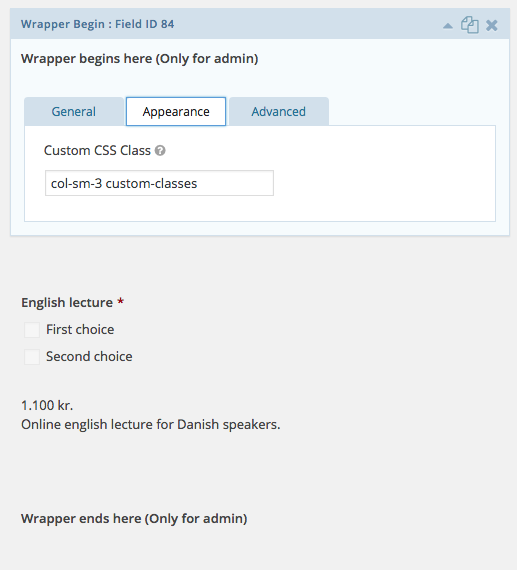 Wrapper Begin : Field ID 84
Wrapper begins here (Only for admin)
General Appearance Advanced
Custom CSS Class ?
col-sm-3 custom-classes
English lecture *
First choice
Second choice
1.100 kr.
Online english lecture for Danish speakers.
Wrapper ends here (Only for admin)